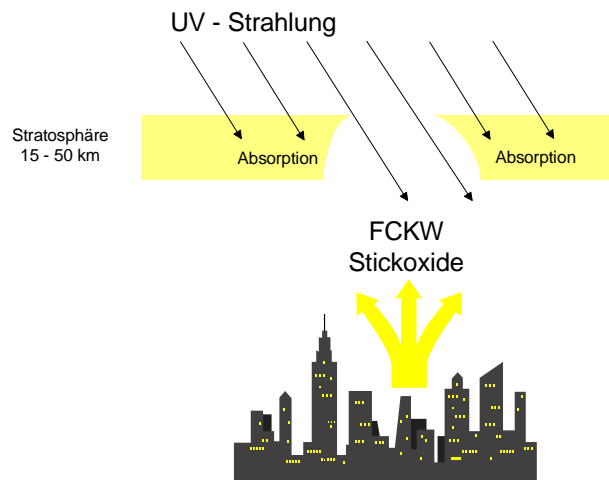 UV - Strahlung
Stratosphäre
15 - 50 km
Absorption
Absorption
FCKW
Stickoxide